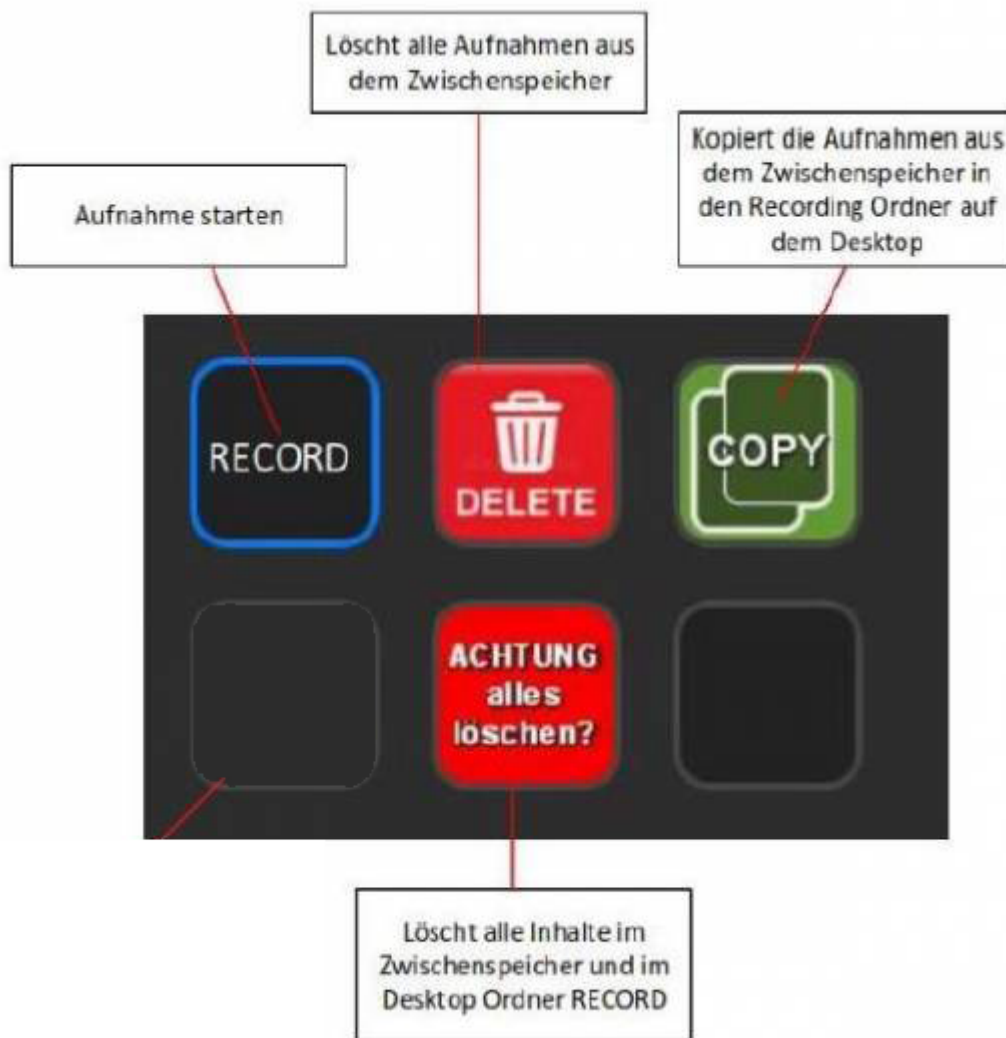 Löscht alle Aufnahmen aus
dem Zwischenspeicher
Kopiert die Aufnahmen aus
dem Zwischenspeicher in
den Recording Ordner auf
dem Desktop
Aufnahme starten
RECORD
DELETE
COPY
ACHTUNG
alles
löschen?
Löscht alle Inhalte im
Zwischenspeicher und im
Desktop Ordner RECORD